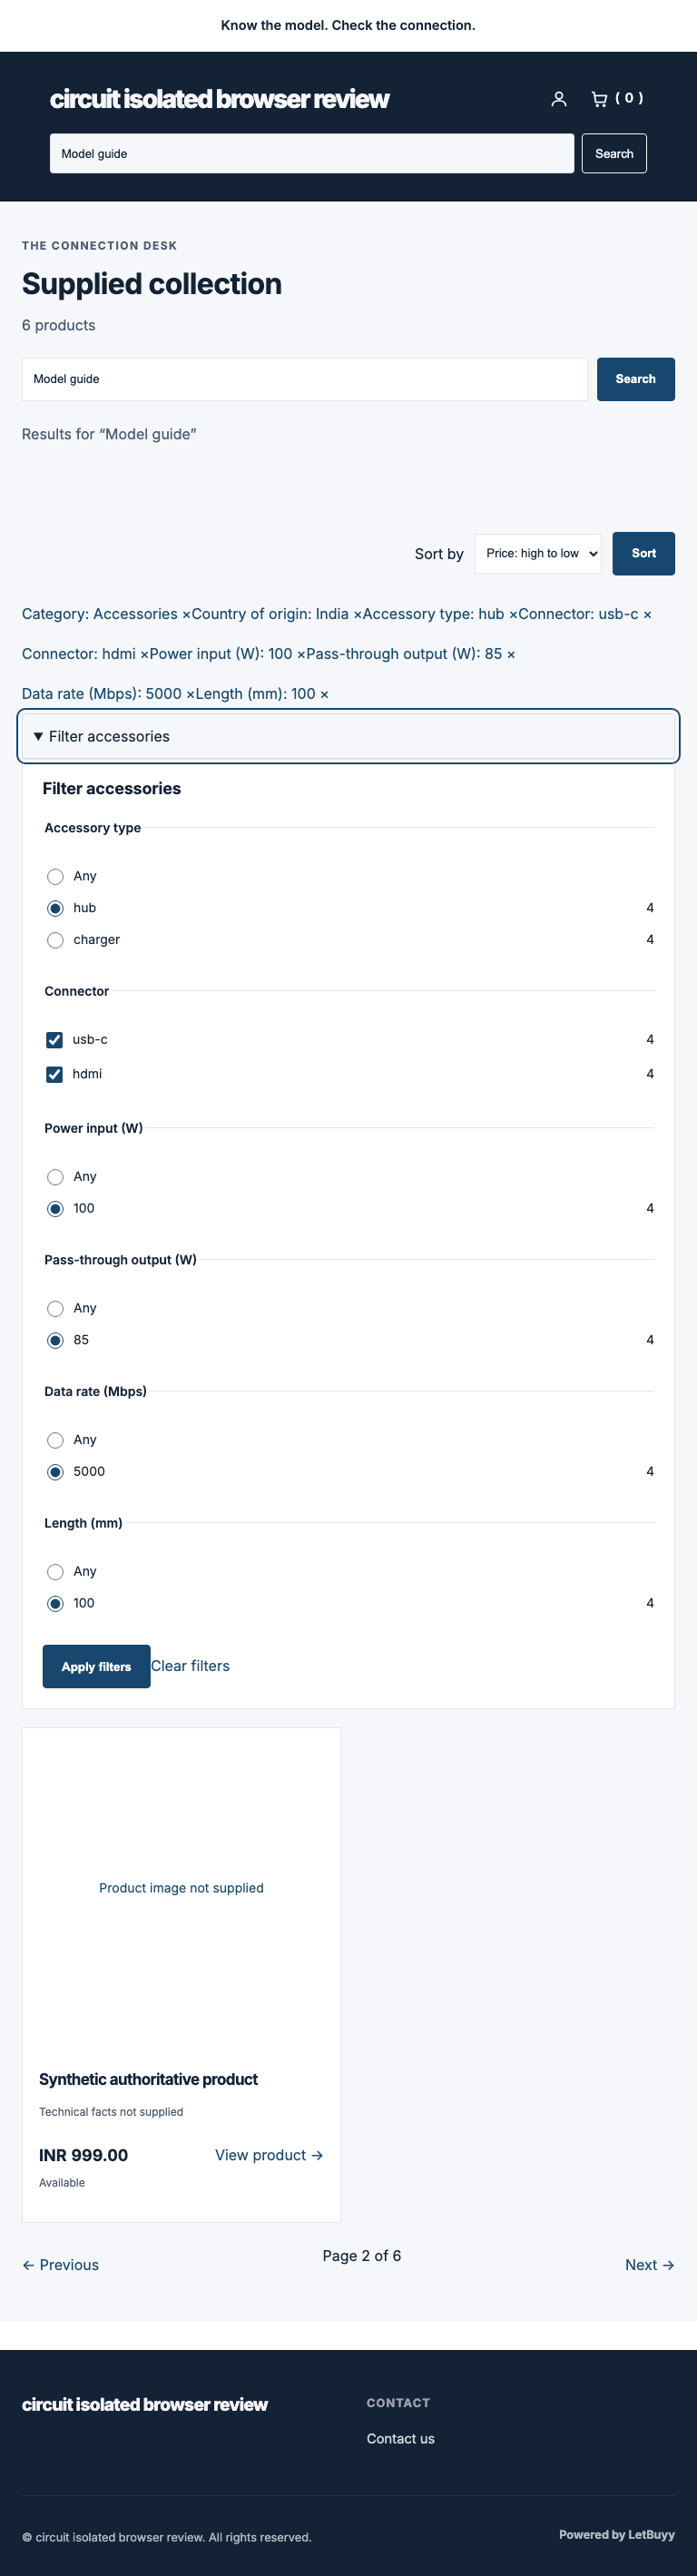 Know the model. Check the connection.
circuit isolated browser review
( 0 )
Model guide
Search
THE CONNECTION DESK
Supplied collection
6 products
Model guide
Search
Results for “Model guide”
Sort by
Price: high to low
Sort
Category: Accessories ×Country of origin: India ×Accessory type: hub ×Connector: usb-c ×
Connector: hdmi ×Power input (W): 100 ×Pass-through output (W): 85 ×
Data rate (Mbps): 5000 ×Length (mm): 100 ×
▼ Filter accessories
Filter accessories
Accessory type
Any
hub 4
charger 4
Connector
usb-c 4
hdmi 4
Power input (W)
Any
100 4
Pass-through output (W)
Any
85 4
Data rate (Mbps)
Any
5000 4
Length (mm)
Any
100 4
Apply filters
Clear filters
Product image not supplied
Synthetic authoritative product
Technical facts not supplied
INR 999.00
View product →
Available
← Previous
Page 2 of 6
Next →
circuit isolated browser review
CONTACT
Contact us
© circuit isolated browser review. All rights reserved.
Powered by LetBuyy